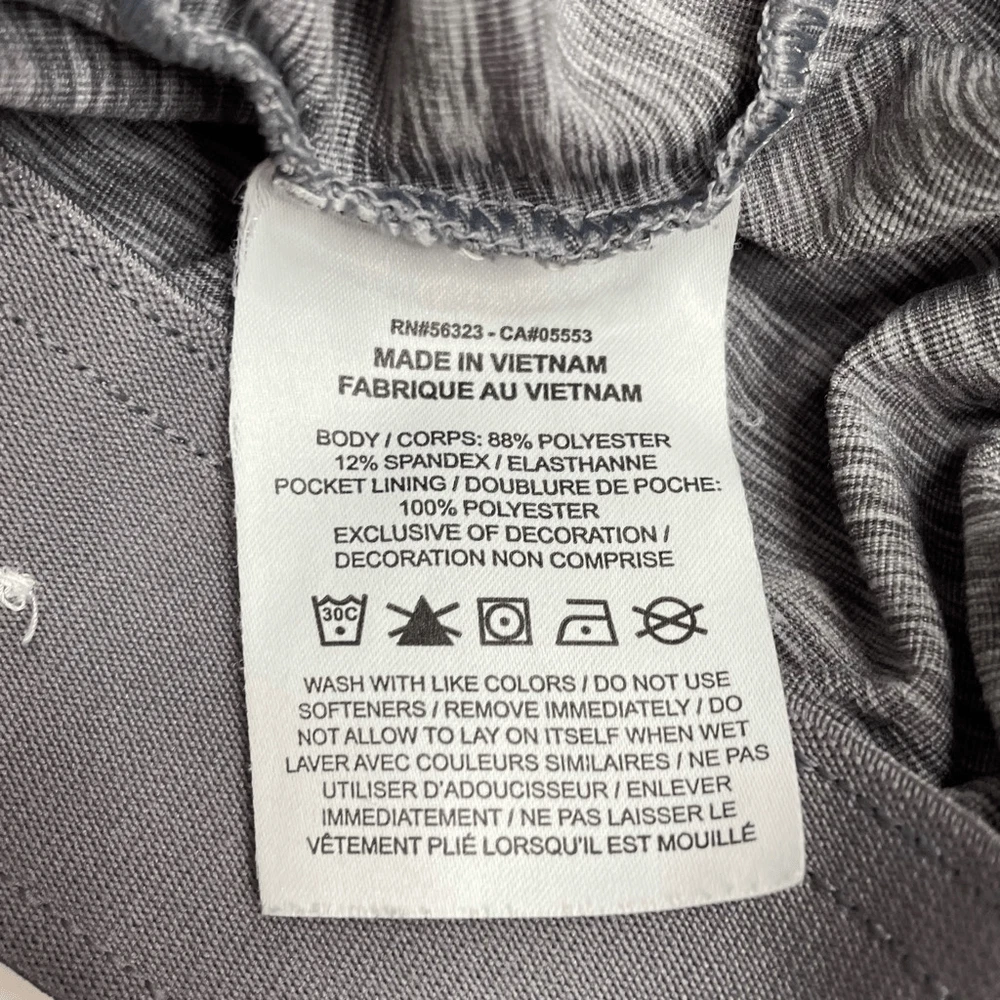 RN#56323 - CA#05553
MADE IN VIETNAM
FABRIQUE AU VIETNAM
BODY / CORPS: 88% POLYESTER
12% SPANDEX / ELASTHANNE
POCKET LINING / DOUBLURE DE POCHE:
100% POLYESTER
EXCLUSIVE OF DECORATION /
DECORATION NON COMPRISE
30C
WASH WITH LIKE COLORS / DO NOT USE
SOFTENERS / REMOVE IMMEDIATELY / DO
NOT ALLOW TO LAY ON ITSELF WHEN WET
LAVER AVEC COULEURS SIMILAIRES / NE PAS
UTILISER D'ADOUCISSEUR / ENLEVER
IMMEDIATEMENT / NE PAS LAISSER LE
VÊTEMENT PLIÉ LORSQU'IL EST MOUILLÉ